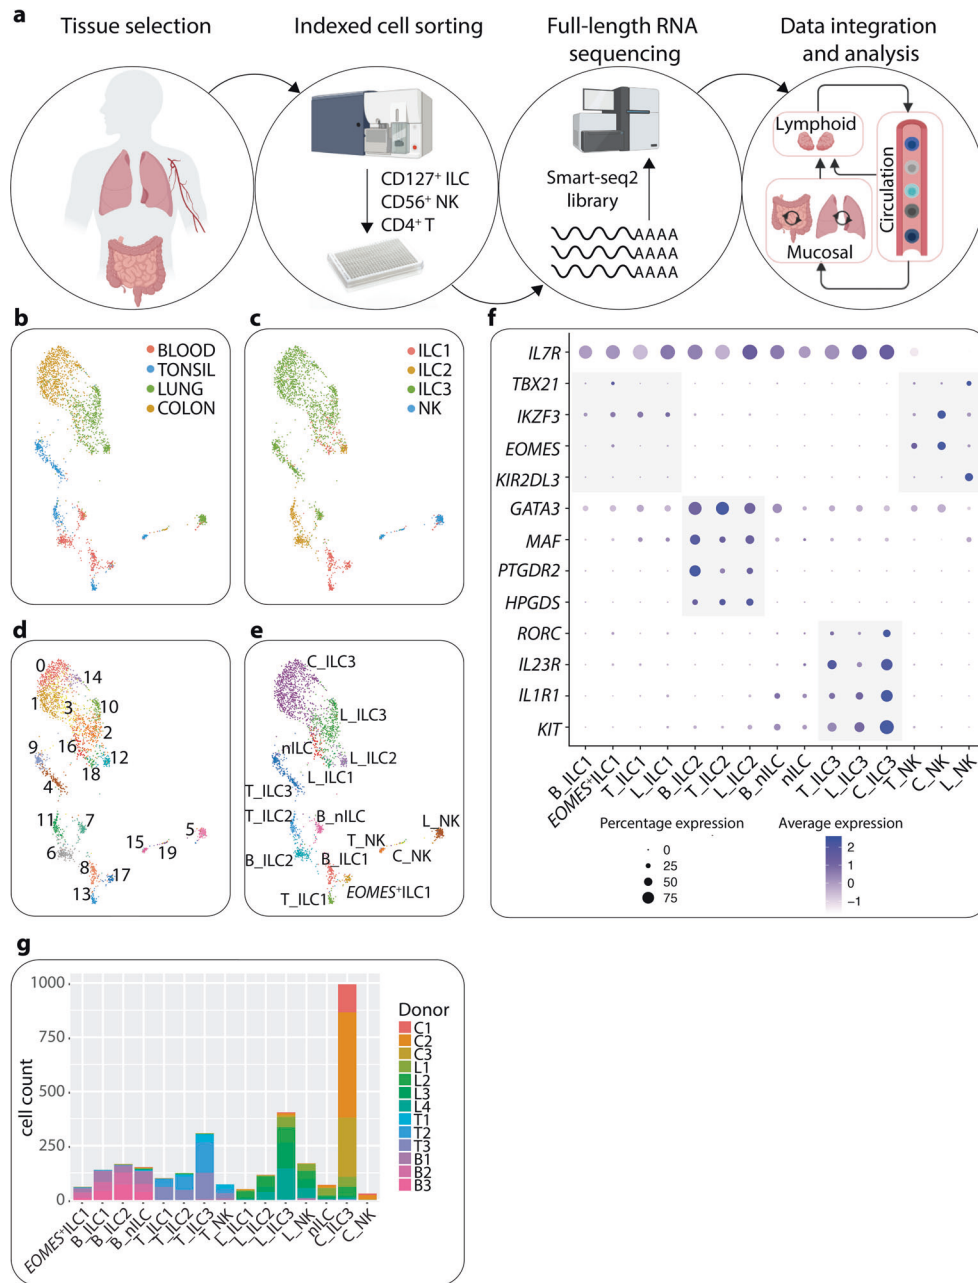 a
Tissue selection
Indexed cell sorting
Full-length RNA
sequencing
Data integration
and analysis
CD127⁺ ILC
CD56⁺ NK
CD4⁺ T
Smart-seq2
library
AAAA
AAAA
AAAA
Lymphoid
Circulation
Mucosal
b
BLOOD
TONSIL
LUNG
COLON
c
ILC1
ILC2
ILC3
NK
d
0
14
1
3
10
2
9
16
12
18
4
11
7
5
6
15
19
8
17
13
e
C_ILC3
L_ILC3
nILC
L_ILC2
L_ILC1
T_ILC3
T_ILC2
B_nILC
L_NK
T_NK
B_ILC2
B_ILC1
C_NK
T_ILC1
EOMES⁺ILC1
f
IL7R
TBX21
IKZF3
EOMES
KIR2DL3
GATA3
MAF
PTGDR2
HPGDS
RORC
IL23R
IL1R1
KIT
B_ILC1
EOMES⁺ILC1
T_ILC1
L_ILC1
B_ILC2
T_ILC2
L_ILC2
B_nILC
nILC
T_ILC3
L_ILC3
C_ILC3
T_NK
C_NK
L_NK
Percentage expression
0
25
50
75
Average expression
2
1
0
−1
g
cell count
1000
750
500
250
0
EOMES⁺ILC1
B_ILC1
B_ILC2
B_nILC
T_ILC1
T_ILC2
T_ILC3
T_NK
L_ILC1
L_ILC2
L_ILC3
L_NK
nILC
C_ILC3
C_NK
Donor
C1
C2
C3
L1
L2
L3
L4
T1
T2
T3
B1
B2
B3